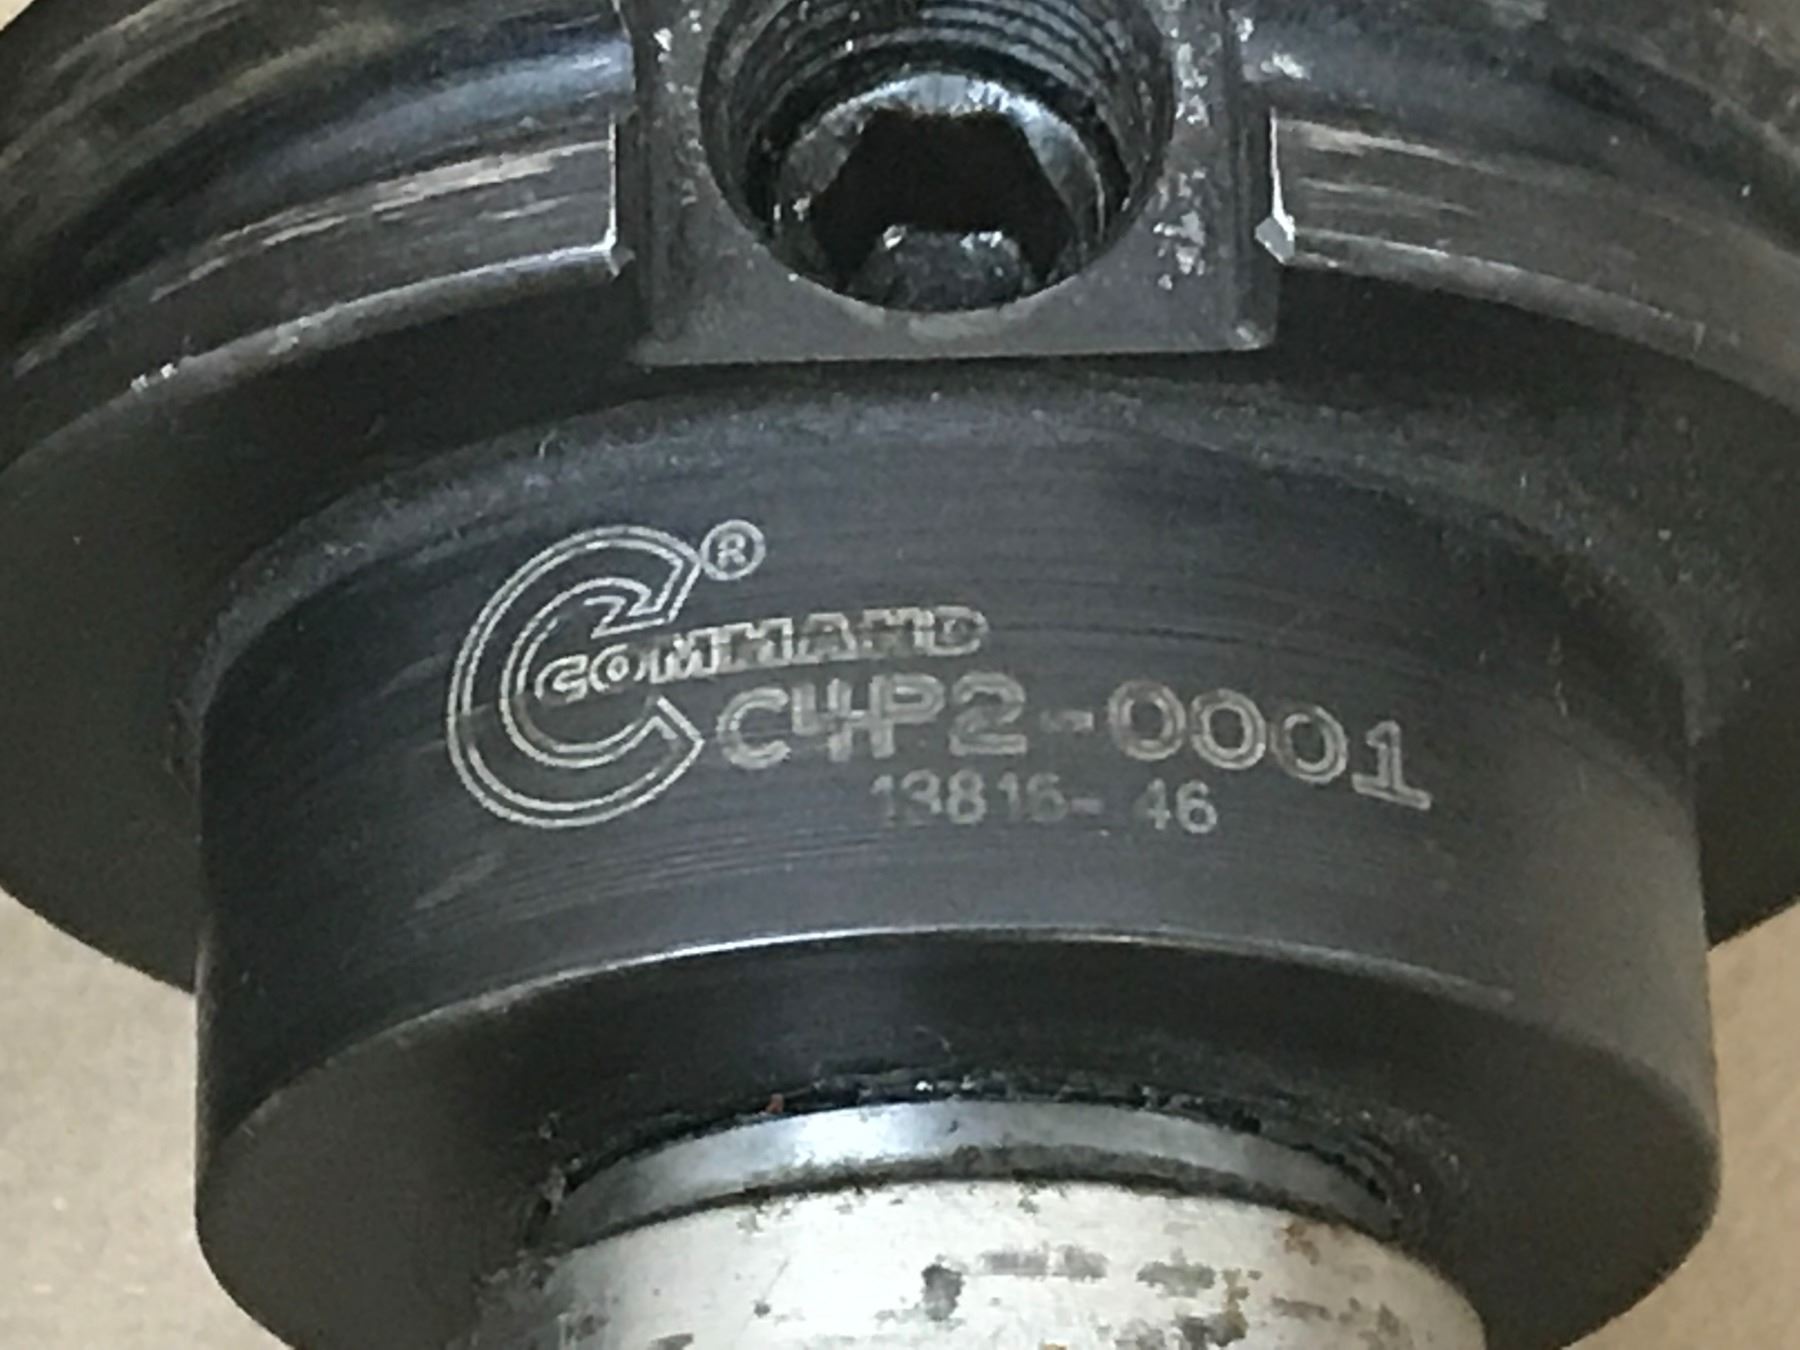 COMMAND®
C4P2-0001
13816- 46